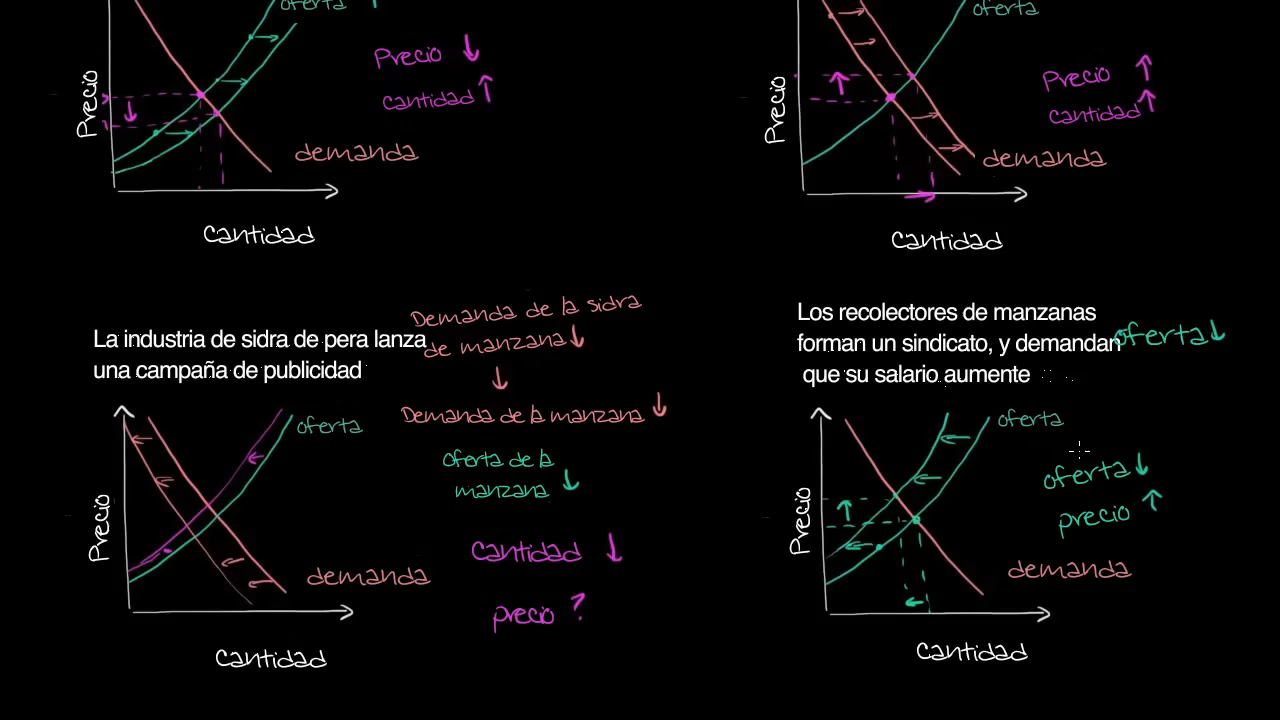 oferta ↑
Precio ↓
cantidad ↑
Precio
demanda
cantidad
oferta
Precio ↑
cantidad ↑
Precio
demanda
cantidad
La industria de sidra de pera lanza
una campaña de publicidad
Demanda de la sidra
de manzana ↓
↓
Demanda de la manzana ↓
oferta de la
manzana ↓
cantidad ↓
precio ?
oferta
Precio
demanda
cantidad
Los recolectores de manzanas
forman un sindicato, y demandan
que su salario aumente
oferta ↓
oferta
oferta ↓
precio ↑
Precio
demanda
cantidad